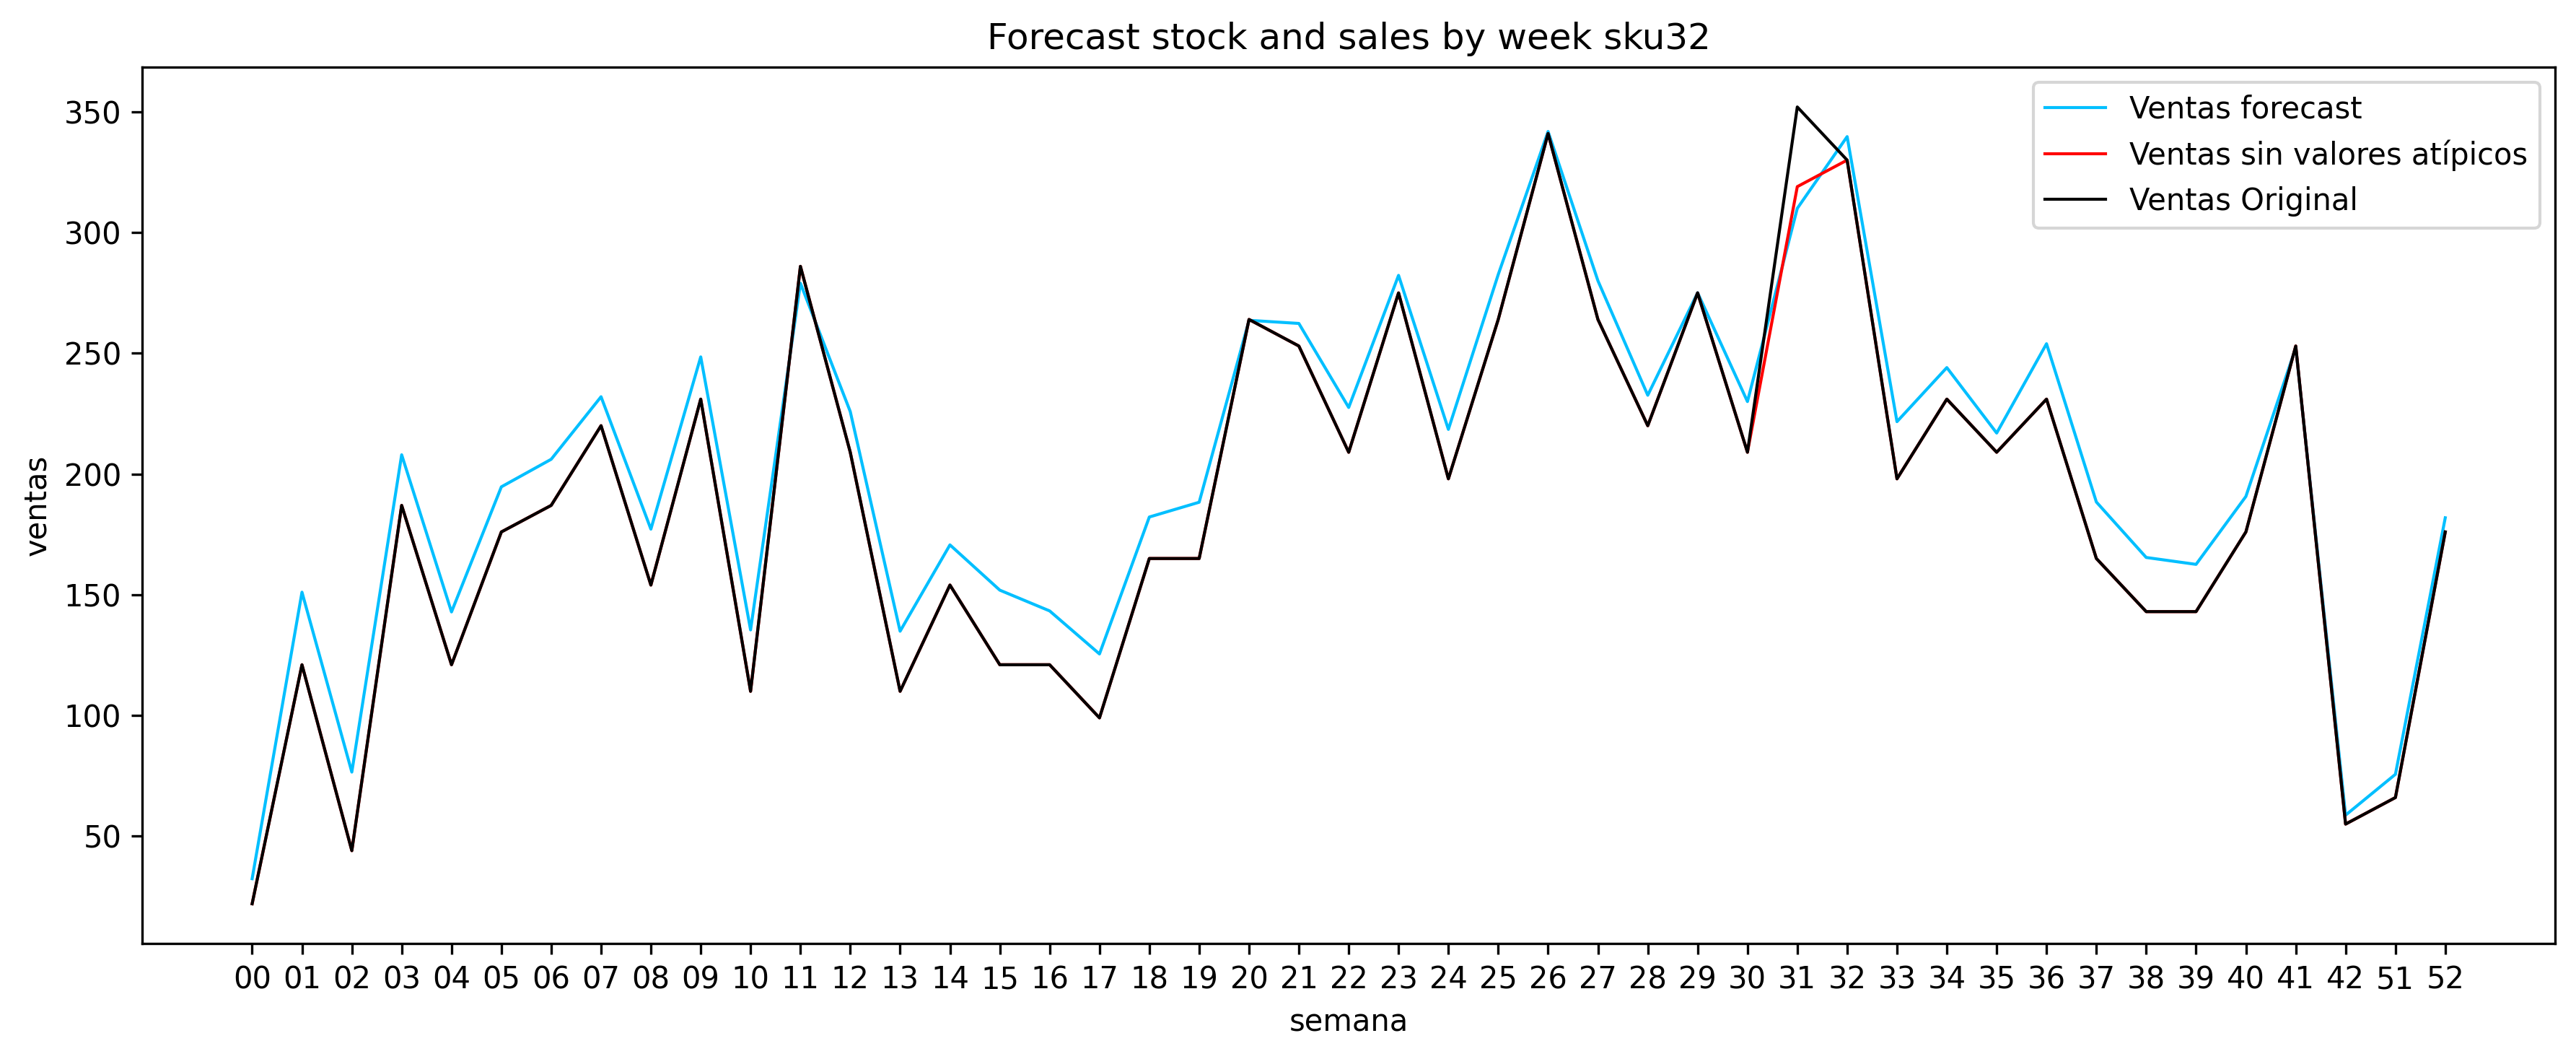 Forecast stock and sales by week sku32
Ventas forecast
Ventas sin valores atípicos
Ventas Original
350
300
250
200
150
100
50
ventas
00 01 02 03 04 05 06 07 08 09 10 11 12 13 14 15 16 17 18 19 20 21 22 23 24 25 26 27 28 29 30 31 32 33 34 35 36 37 38 39 40 41 42 51 52
semana